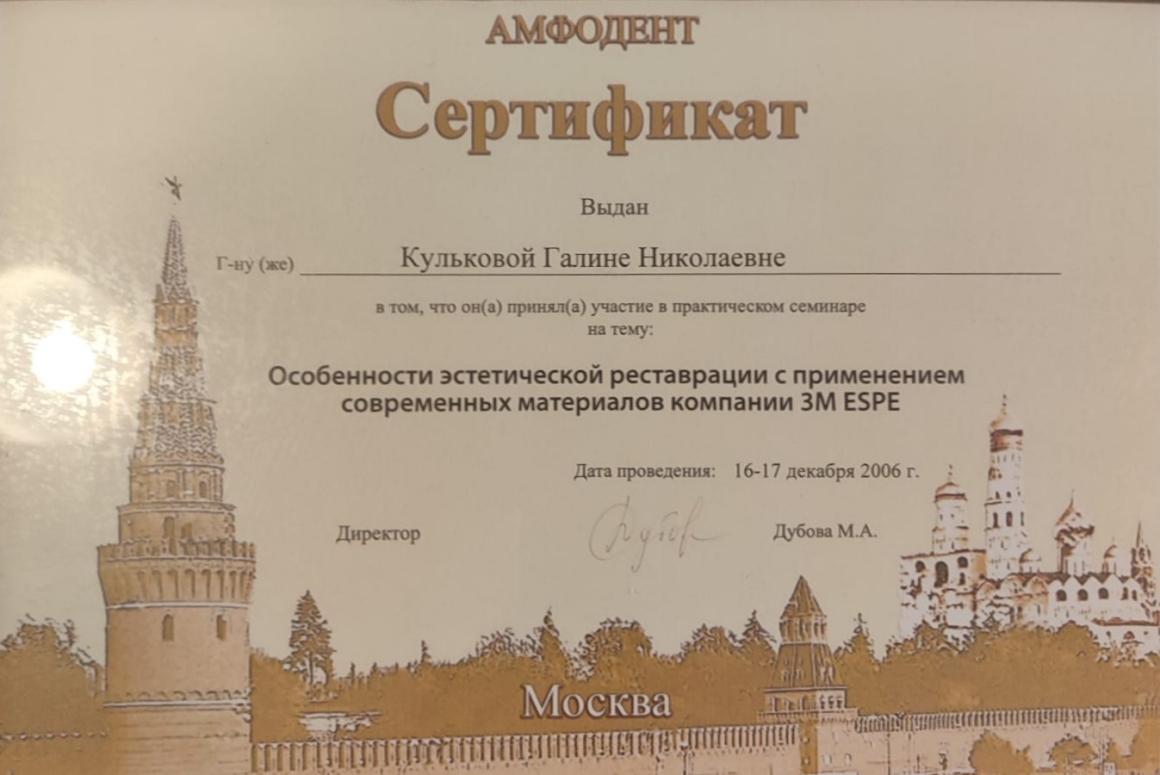 АМФОДЕНТ
Сертификат
Выдан
Г-ну (же) Кульковой Галине Николаевне
в том, что он(а) принял(а) участие в практическом семинаре
на тему:
Особенности эстетической реставрации с применением
современных материалов компании 3M ESPE
Дата проведения: 16-17 декабря 2006 г.
Директор Дубова М.А.
Москва